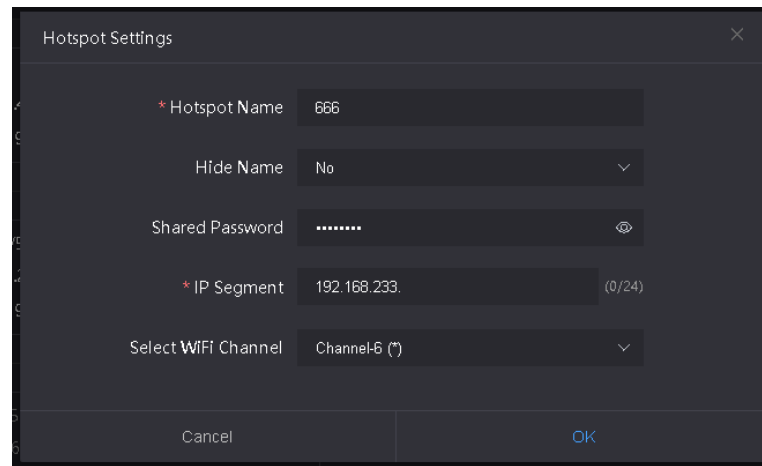 Hotspot Settings
* Hotspot Name 666
Hide Name No
Shared Password ••••••••
* IP Segment 192.168.233. (0/24)
Select WiFi Channel Channel-6 (*)
Cancel OK